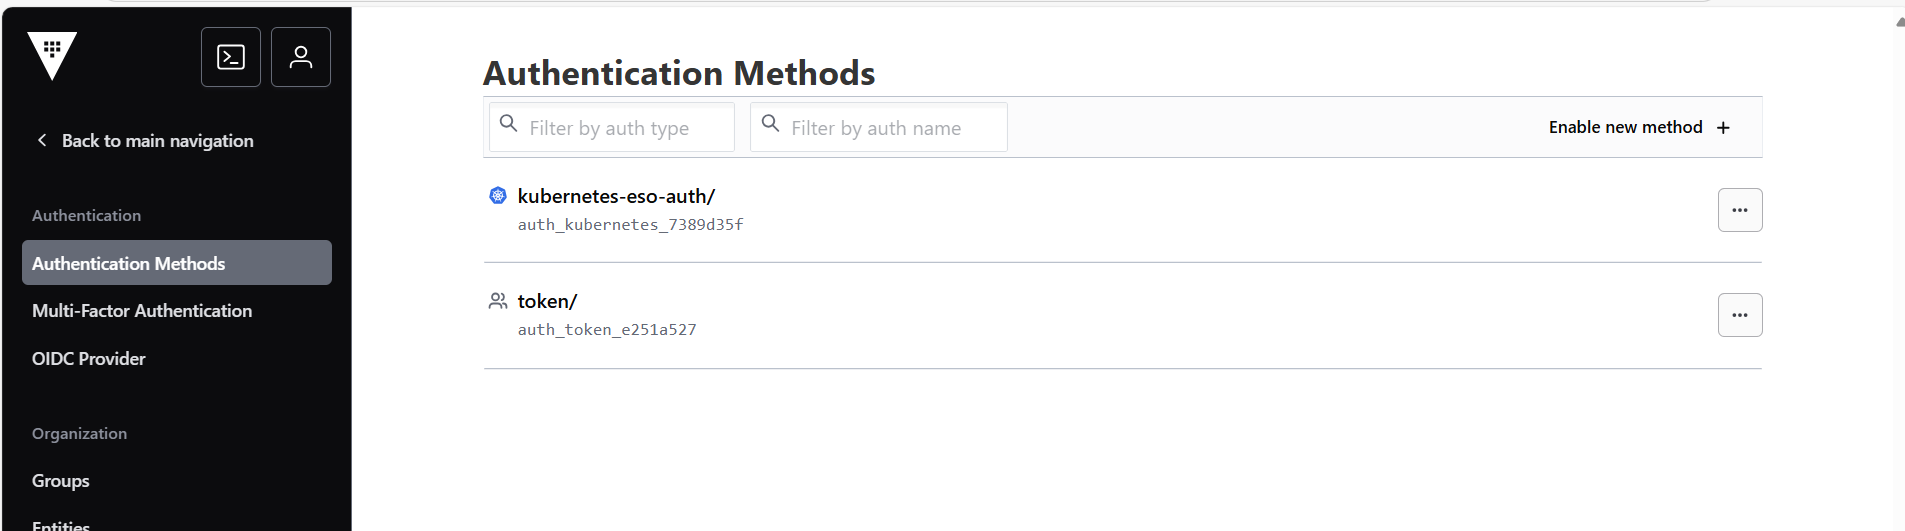 Back to main navigation
Authentication
Authentication Methods
Multi-Factor Authentication
OIDC Provider
Organization
Groups
Entities
Authentication Methods
Filter by auth type
Filter by auth name
Enable new method +
kubernetes-eso-auth/
auth_kubernetes_7389d35f
token/
auth_token_e251a527